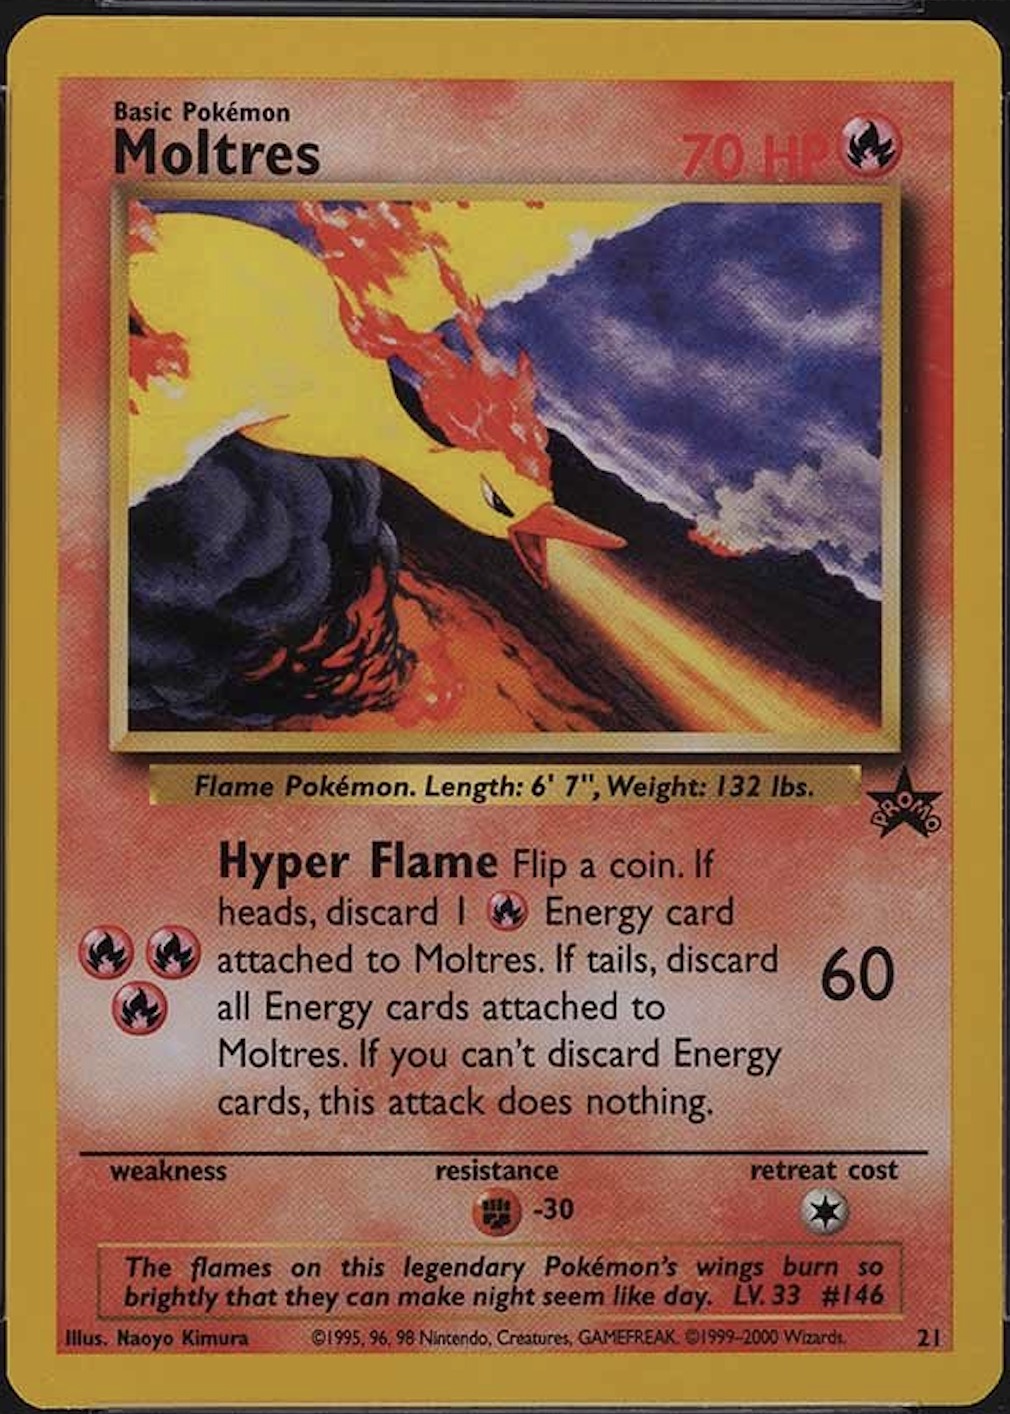 Basic Pokémon
Moltres
70 HP
Flame Pokémon. Length: 6' 7", Weight: 132 lbs.
PROMO
Hyper Flame Flip a coin. If
heads, discard 1 Energy card
attached to Moltres. If tails, discard
all Energy cards attached to
Moltres. If you can't discard Energy
cards, this attack does nothing.
60
weakness resistance retreat cost
-30
The flames on this legendary Pokémon's wings burn so
brightly that they can make night seem like day. LV. 33 #146
Illus. Naoyo Kimura ©1995, 96, 98 Nintendo, Creatures, GAMEFREAK. ©1999-2000 Wizards. 21